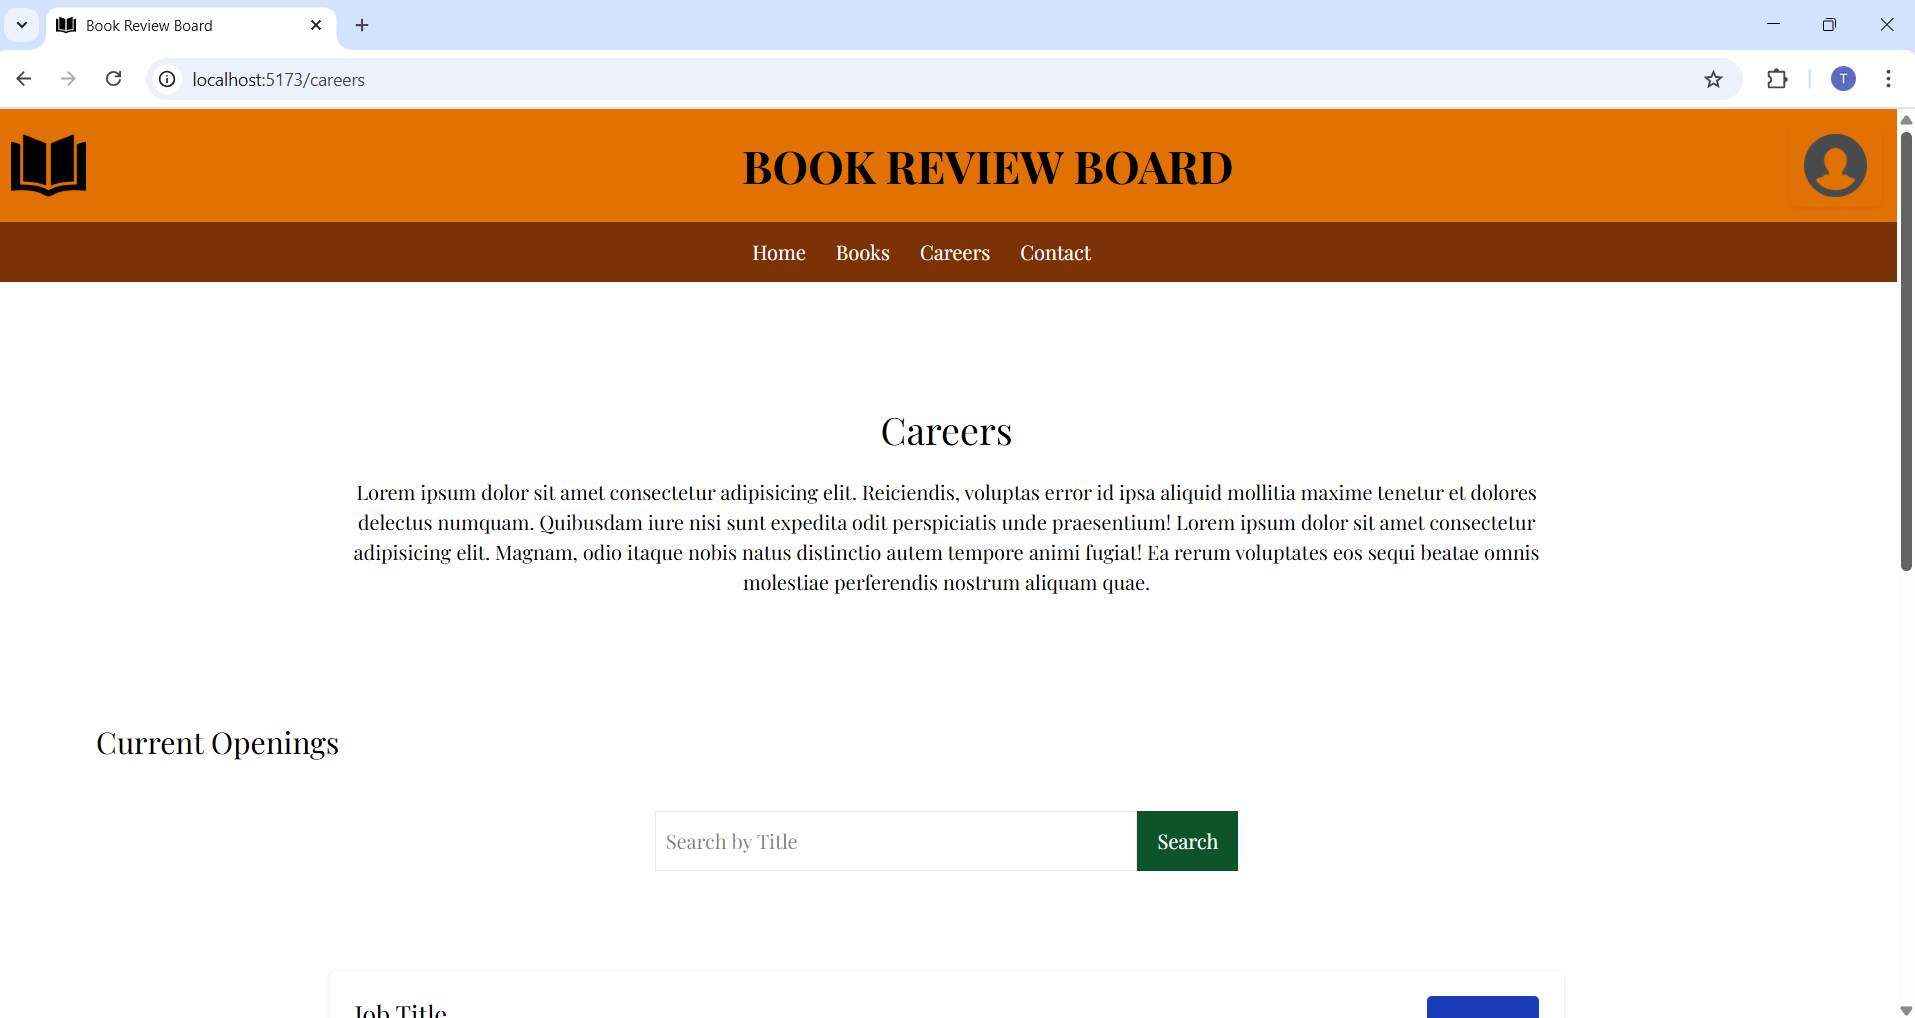 Book Review Board
localhost:5173/careers
T
BOOK REVIEW BOARD
Home Books Careers Contact
Careers
Lorem ipsum dolor sit amet consectetur adipisicing elit. Reiciendis, voluptas error id ipsa aliquid mollitia maxime tenetur et dolores
delectus numquam. Quibusdam iure nisi sunt expedita odit perspiciatis unde praesentium! Lorem ipsum dolor sit amet consectetur
adipisicing elit. Magnam, odio itaque nobis natus distinctio autem tempore animi fugiat! Ea rerum voluptates eos sequi beatae omnis
molestiae perferendis nostrum aliquam quae.
Current Openings
Search by Title Search
Job Title